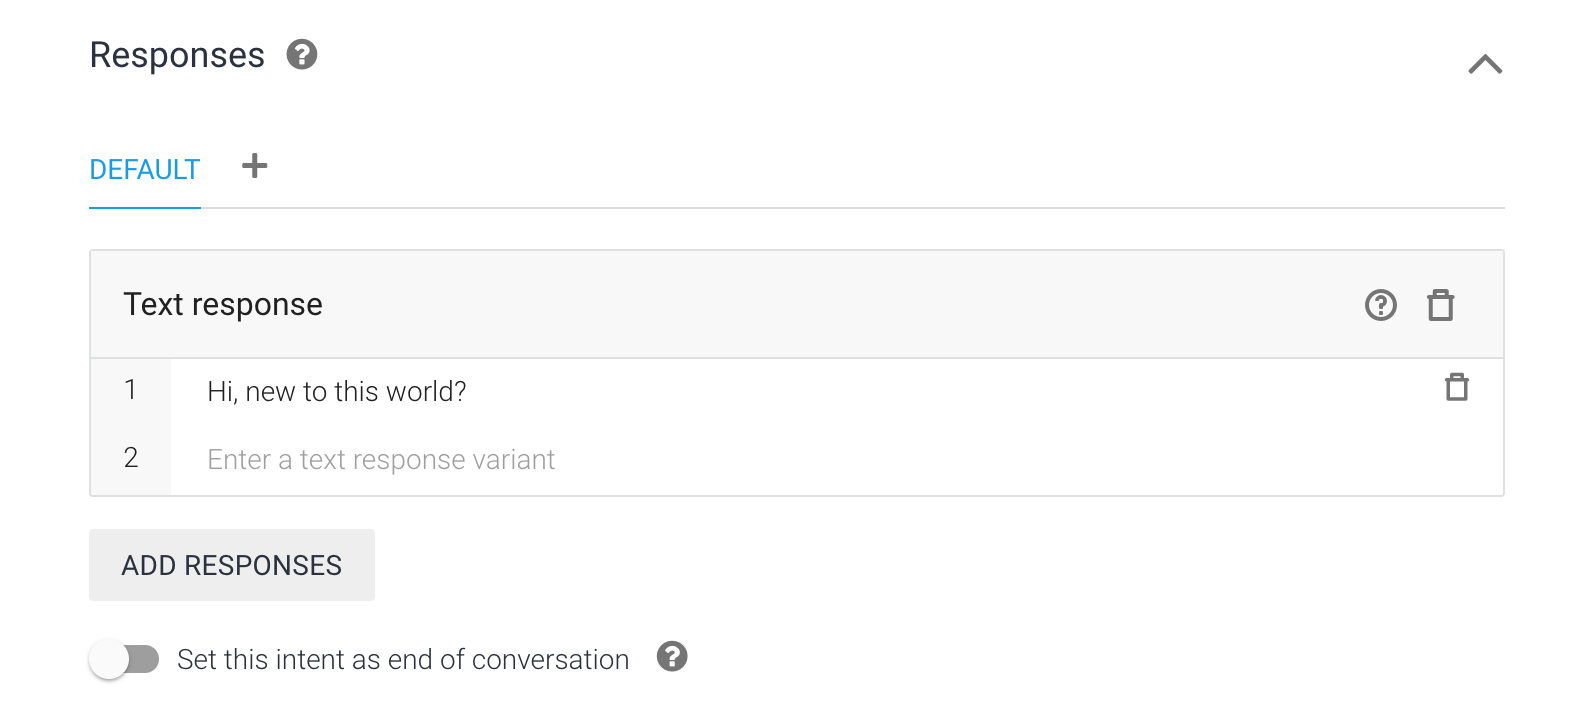 Responses
DEFAULT
Text response
1 Hi, new to this world?
2 Enter a text response variant
ADD RESPONSES
Set this intent as end of conversation